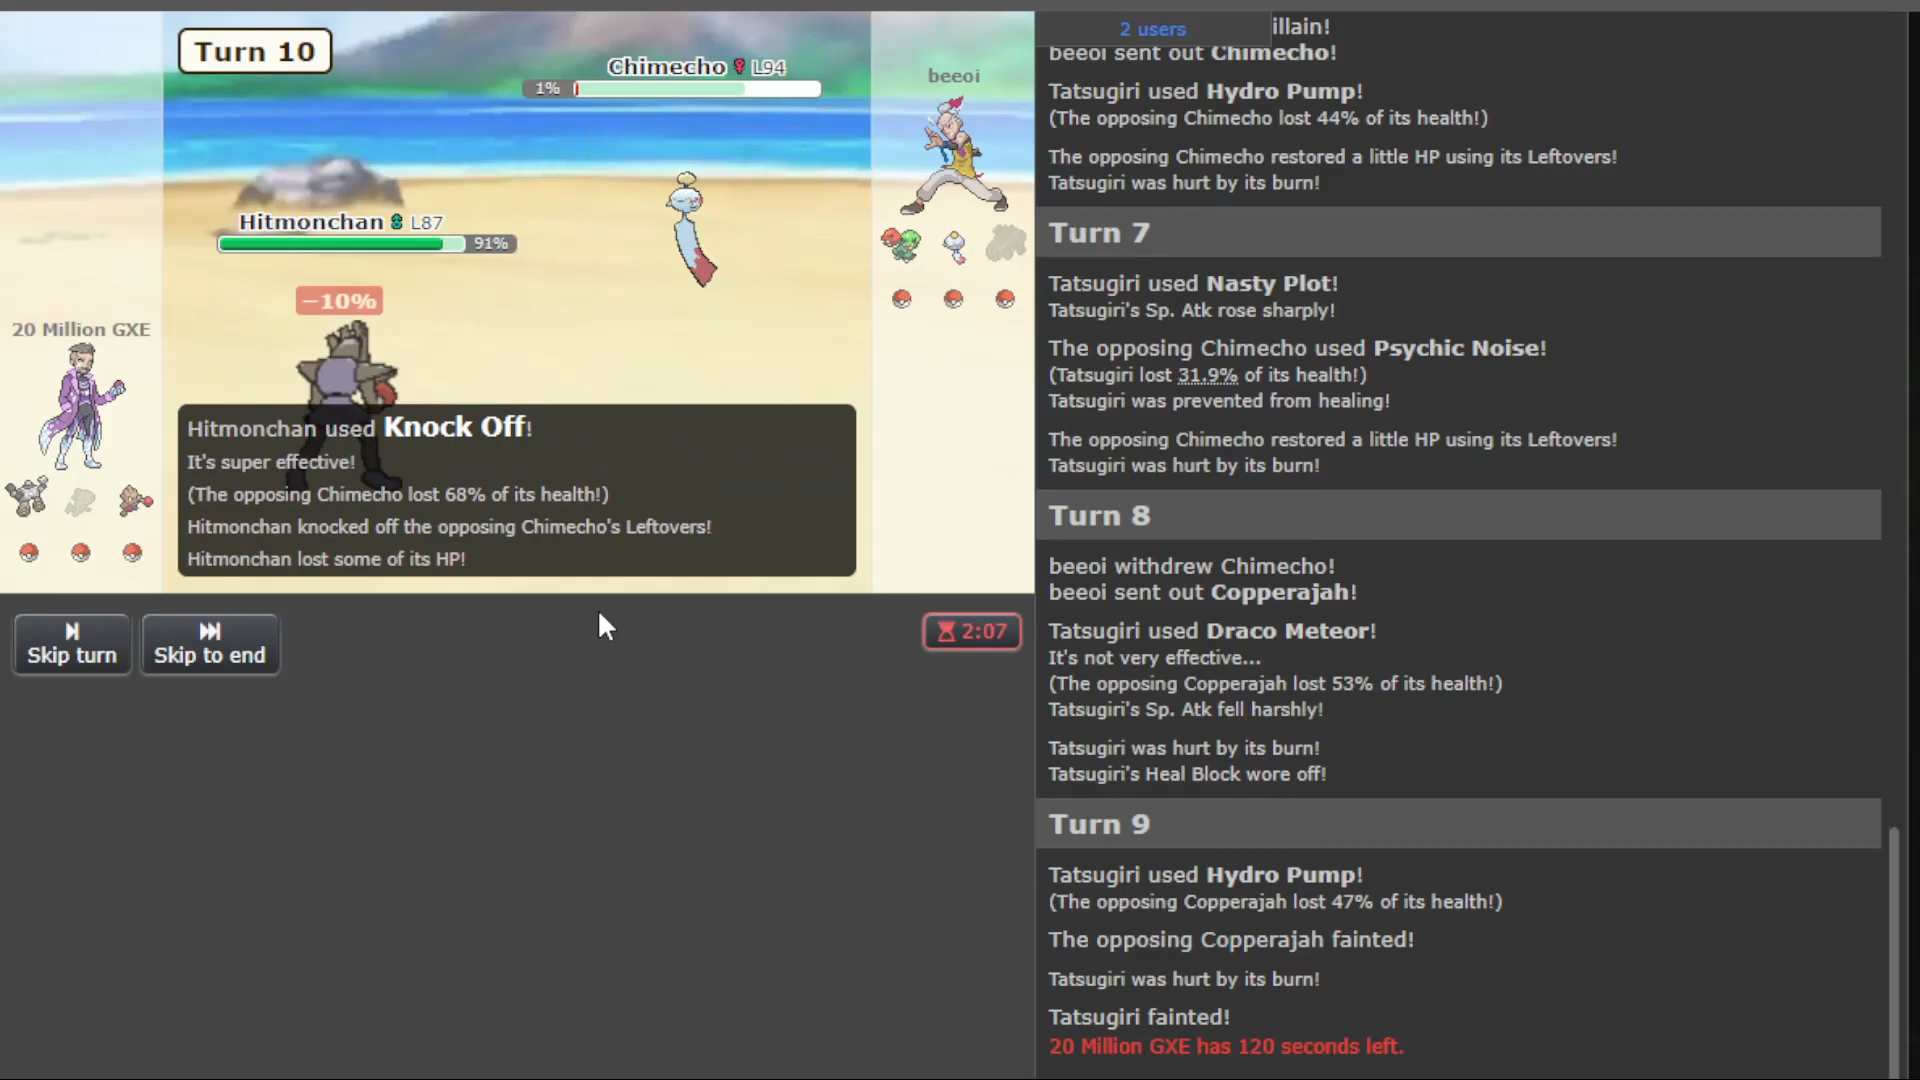 Turn 10
Chimecho L94
1%
beeoi
Hitmonchan L87
91%
−10%
20 Million GXE
Hitmonchan used Knock Off!
It's super effective!
(The opposing Chimecho lost 68% of its health!)
Hitmonchan knocked off the opposing Chimecho's Leftovers!
Hitmonchan lost some of its HP!
Skip turn
Skip to end
2:07
2 users
illain!
beeoi sent out Chimecho!
Tatsugiri used Hydro Pump!
(The opposing Chimecho lost 44% of its health!)
The opposing Chimecho restored a little HP using its Leftovers!
Tatsugiri was hurt by its burn!
Turn 7
Tatsugiri used Nasty Plot!
Tatsugiri's Sp. Atk rose sharply!
The opposing Chimecho used Psychic Noise!
(Tatsugiri lost 31.9% of its health!)
Tatsugiri was prevented from healing!
The opposing Chimecho restored a little HP using its Leftovers!
Tatsugiri was hurt by its burn!
Turn 8
beeoi withdrew Chimecho!
beeoi sent out Copperajah!
Tatsugiri used Draco Meteor!
It's not very effective...
(The opposing Copperajah lost 53% of its health!)
Tatsugiri's Sp. Atk fell harshly!
Tatsugiri was hurt by its burn!
Tatsugiri's Heal Block wore off!
Turn 9
Tatsugiri used Hydro Pump!
(The opposing Copperajah lost 47% of its health!)
The opposing Copperajah fainted!
Tatsugiri was hurt by its burn!
Tatsugiri fainted!
20 Million GXE has 120 seconds left.